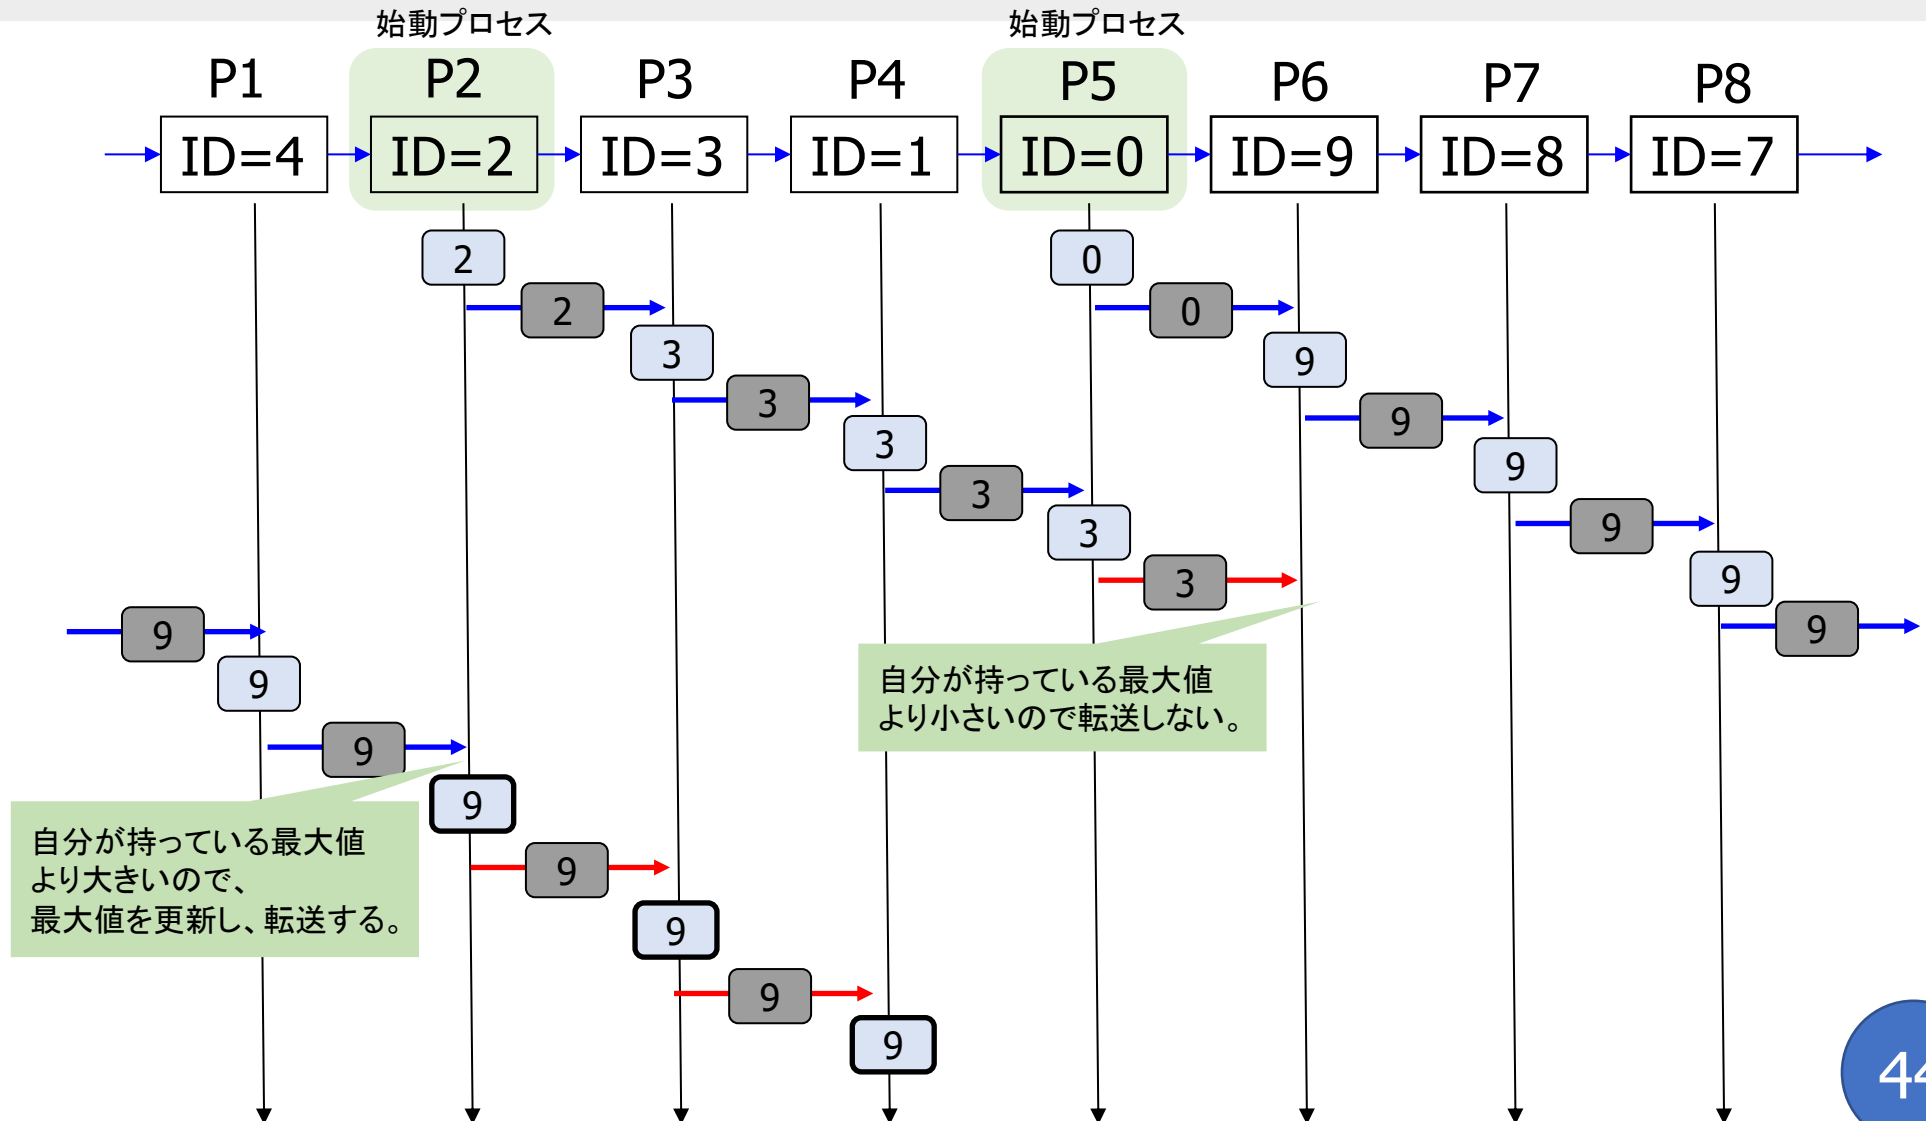 始動プロセス
始動プロセス
P1
P2
P3
P4
P5
P6
P7
P8
ID=4
ID=2
ID=3
ID=1
ID=0
ID=9
ID=8
ID=7
2
0
2
0
3
9
3
9
3
9
3
9
3
9
3
9
9
9
自分が持っている最大値
より小さいので転送しない。
9
9
自分が持っている最大値
より大きいので、
最大値を更新し、転送する。
9
9
9
9
44